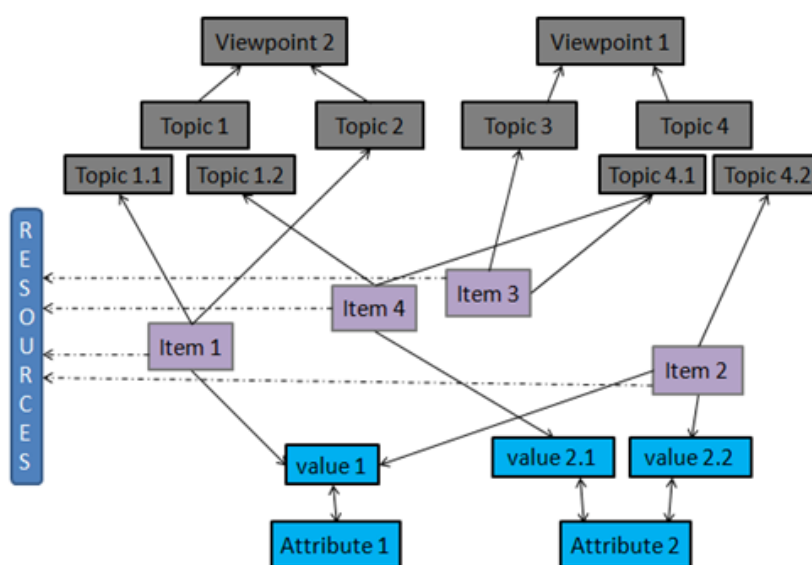 Viewpoint 2
Viewpoint 1
Topic 1
Topic 2
Topic 3
Topic 4
Topic 1.1
Topic 1.2
Topic 4.1
Topic 4.2
RESOURCES
Item 3
Item 4
Item 1
Item 2
value 1
value 2.1
value 2.2
Attribute 1
Attribute 2